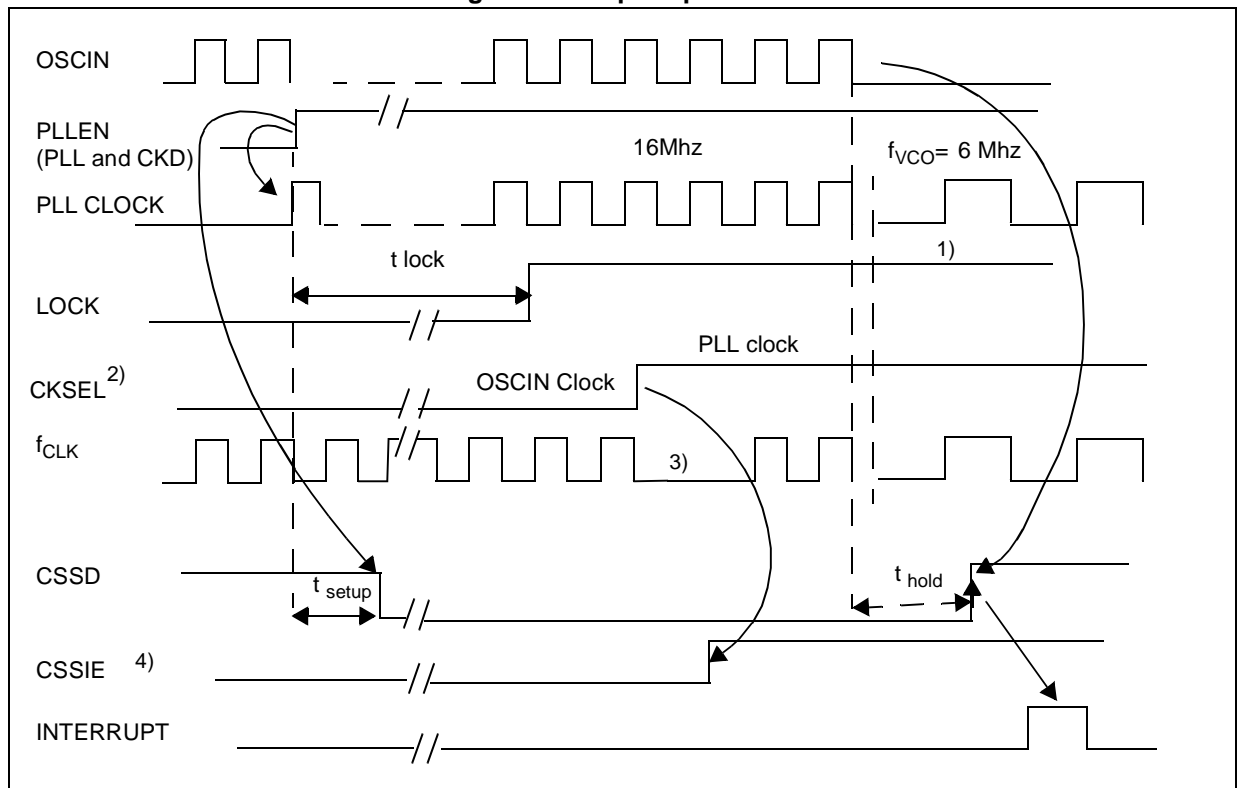 OSCIN
PLLEN
(PLL and CKD)
16Mhz
fVCO= 6 Mhz
PLL CLOCK
t lock
1)
LOCK
PLL clock
CKSEL2)
OSCIN Clock
fCLK
3)
CSSD
t setup
t hold
CSSIE 4)
INTERRUPT